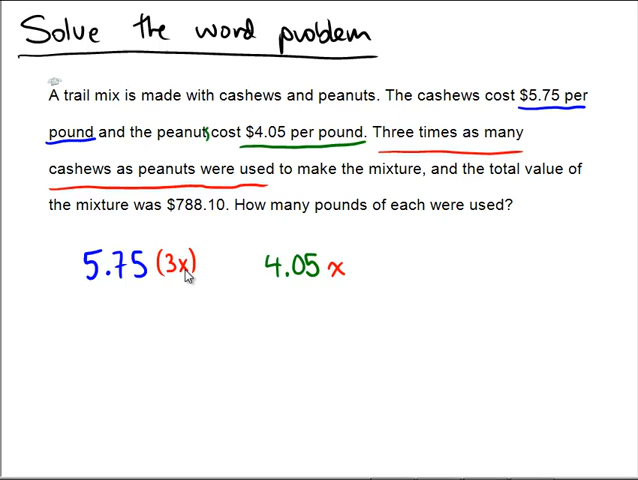 Solve the word problem
A trail mix is made with cashews and peanuts. The cashews cost $5.75 per
pound and the peanuts cost $4.05 per pound. Three times as many
cashews as peanuts were used to make the mixture, and the total value of
the mixture was $788.10. How many pounds of each were used?
5.75 (3x) 4.05 x